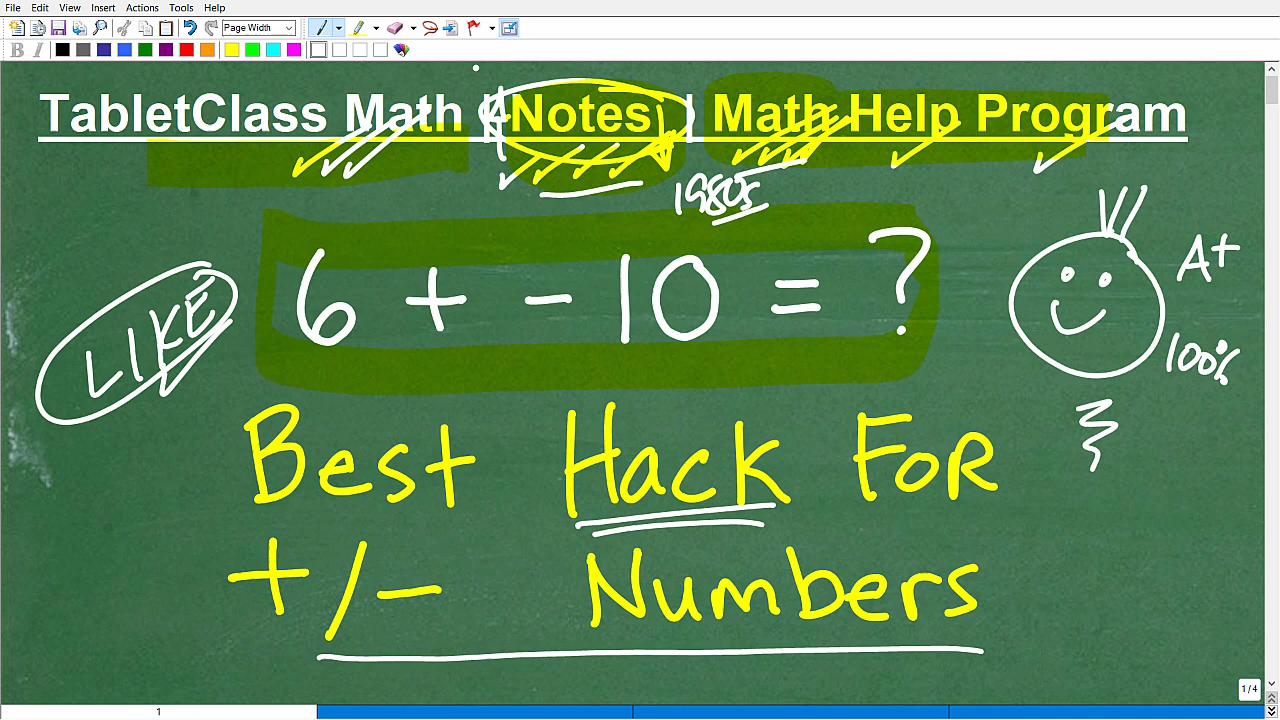 File Edit View Insert Actions Tools Help
Page Width
B I
TabletClass Math | Notes | Math Help Program
1980s
6 + - 10 = ?
LIKE
A+
100%
Best Hack For
+/- Numbers
1/4
1